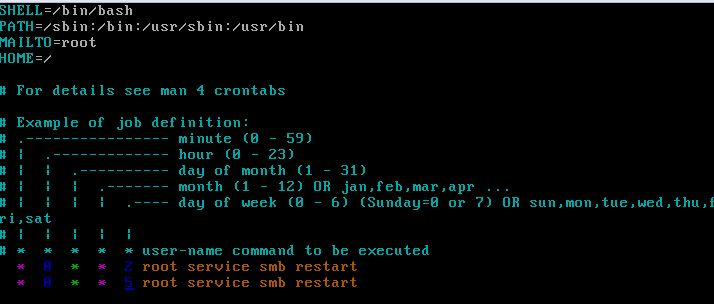 SHELL=/bin/bash
PATH=/sbin:/bin:/usr/sbin:/usr/bin
MAILTO=root
HOME=/
# For details see man 4 crontabs
# Example of job definition:
# .---------------- minute (0 - 59)
# | .------------- hour (0 - 23)
# | | .---------- day of month (1 - 31)
# | | | .------- month (1 - 12) OR jan,feb,mar,apr ...
# | | | | .---- day of week (0 - 6) (Sunday=0 or 7) OR sun,mon,tue,wed,thu,f
ri,sat
# | | | | |
# * * * * * user-name command to be executed
* 0 * * 2 root service smb restart
* 0 * * 5 root service smb restart